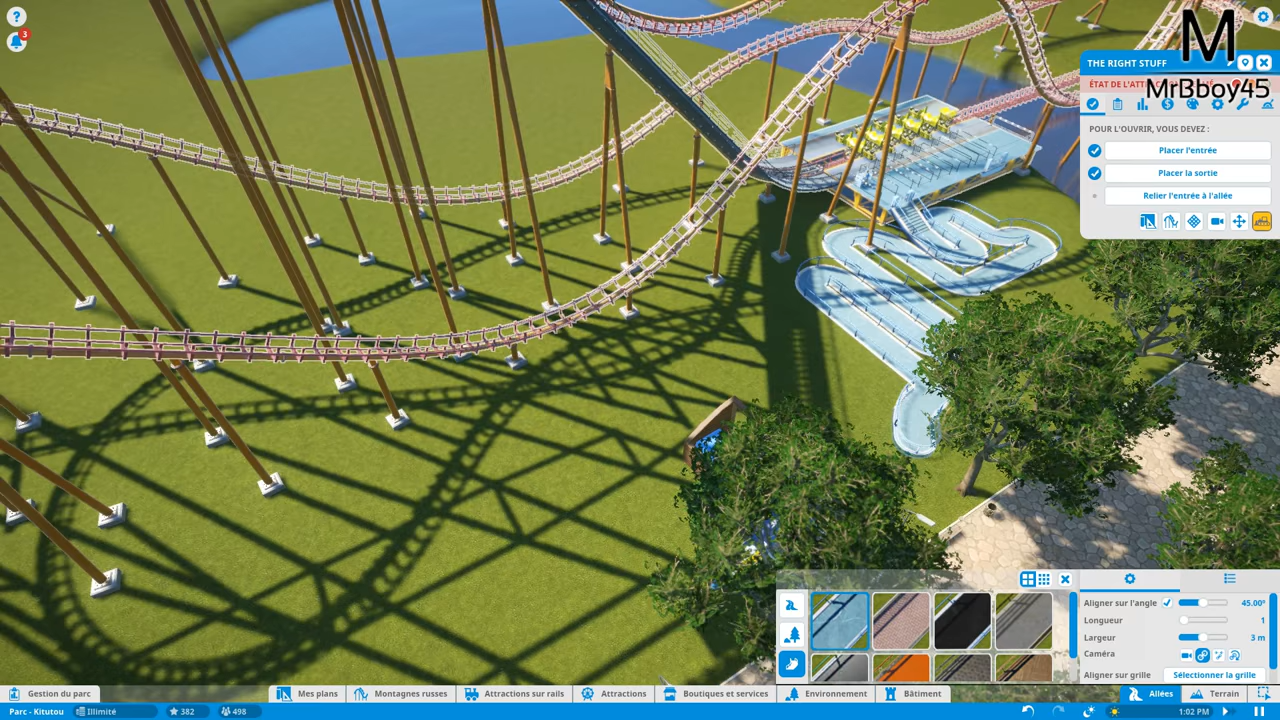 M
MrBboy45
?
3
THE RIGHT STUFF
ÉTAT DE L'ATT
POUR L'OUVRIR, VOUS DEVEZ :
Placer l'entrée
Placer la sortie
Relier l'entrée à l'allée
Aligner sur l'angle 45.00°
Longueur 1
Largeur 3 m
Caméra
Aligner sur grille Sélectionner la grille
Gestion du parc Mes plans Montagnes russes Attractions sur rails Attractions Boutiques et services Environnement Bâtiment Allées Terrain
Parc - Kitutou Illimité 382 498 1:02 PM